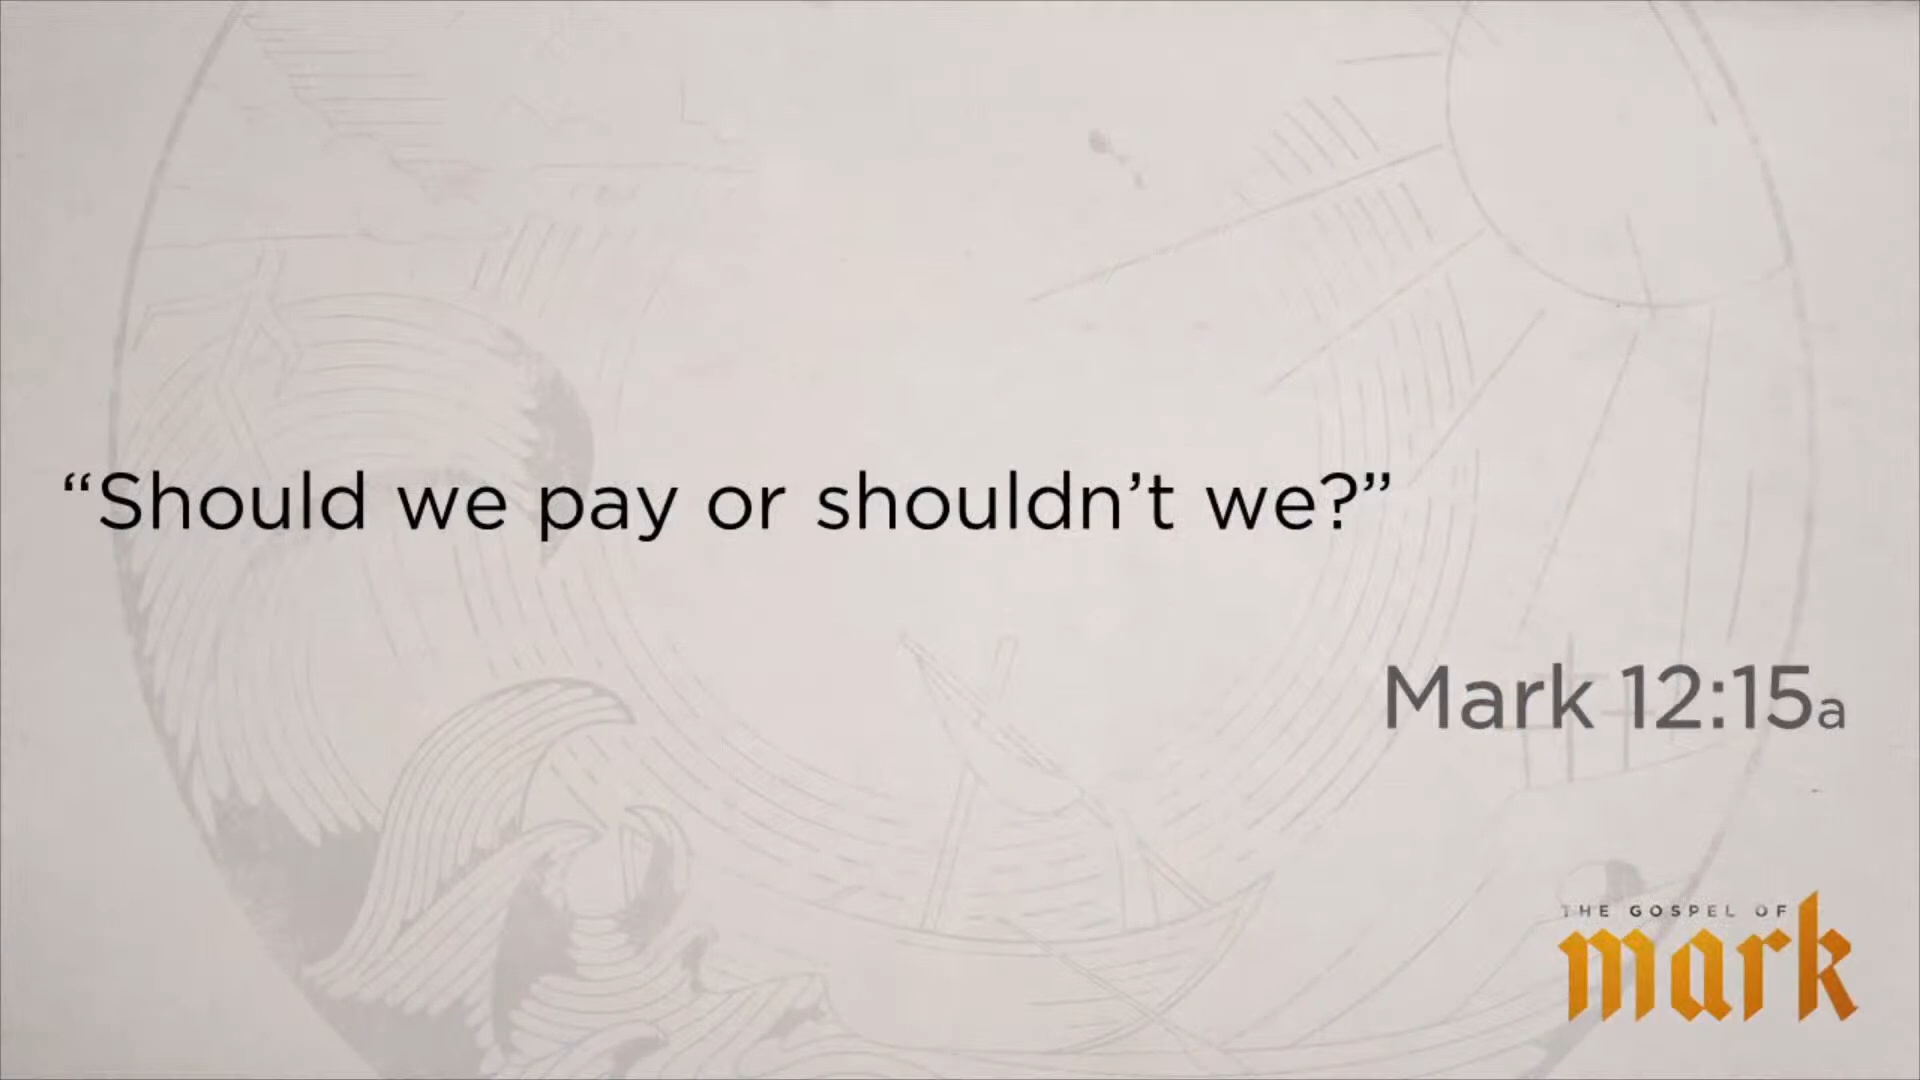 “Should we pay or shouldn’t we?”
Mark 12:15a
THE GOSPEL OF
mark